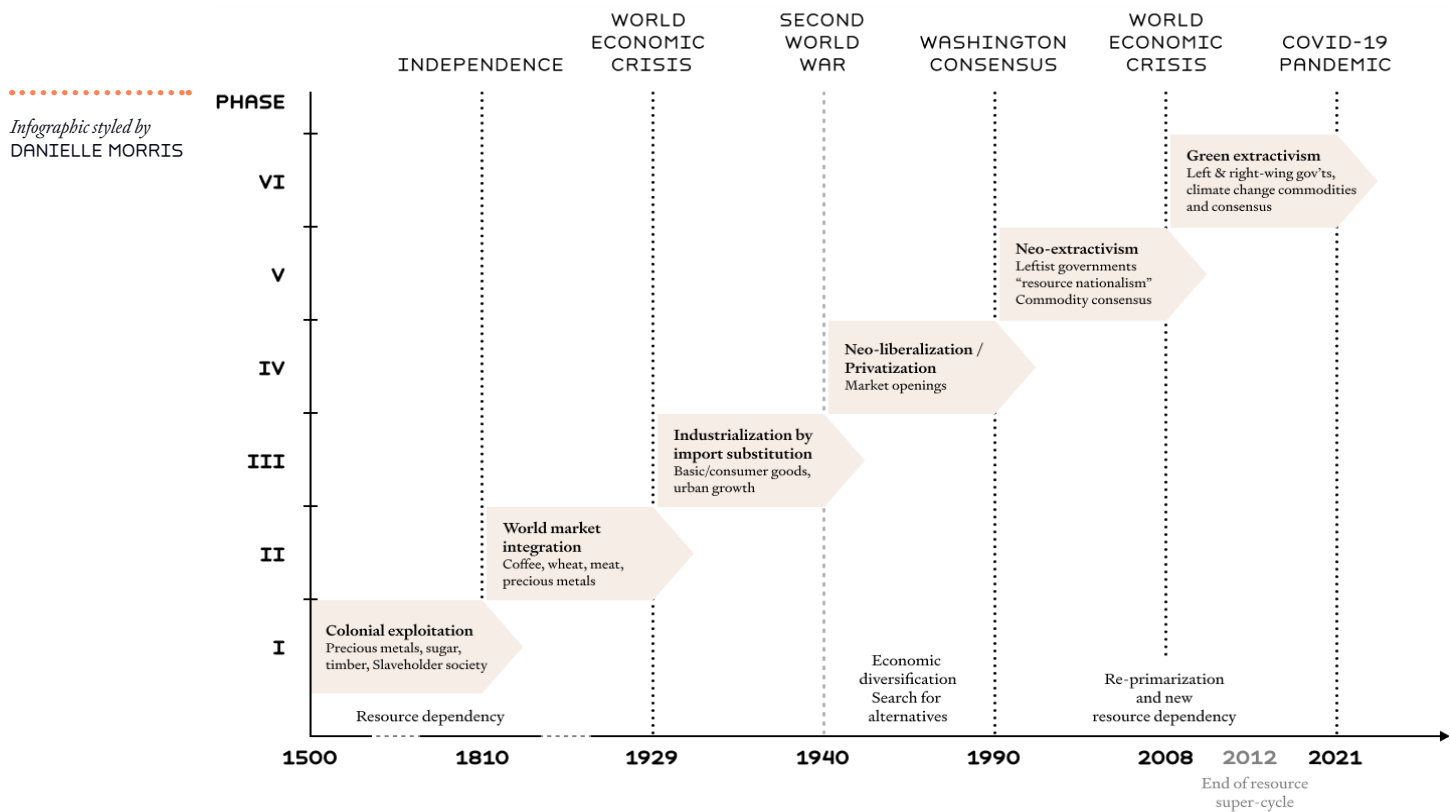 INDEPENDENCE
WORLD
ECONOMIC
CRISIS
SECOND
WORLD
WAR
WASHINGTON
CONSENSUS
WORLD
ECONOMIC
CRISIS
COVID-19
PANDEMIC
Infographic styled by
DANIELLE MORRIS
PHASE
VI
Green extractivism
Left & right-wing gov’ts,
climate change commodities
and consensus
V
Neo-extractivism
Leftist governments
“resource nationalism”
Commodity consensus
IV
Neo-liberalization /
Privatization
Market openings
III
Industrialization by
import substitution
Basic/consumer goods,
urban growth
II
World market
integration
Coffee, wheat, meat,
precious metals
I
Colonial exploitation
Precious metals, sugar,
timber, Slaveholder society
Resource dependency
Economic
diversification
Search for
alternatives
Re-primarization
and new
resource dependency
1500
1810
1929
1940
1990
2008
2012
2021
End of resource
super-cycle